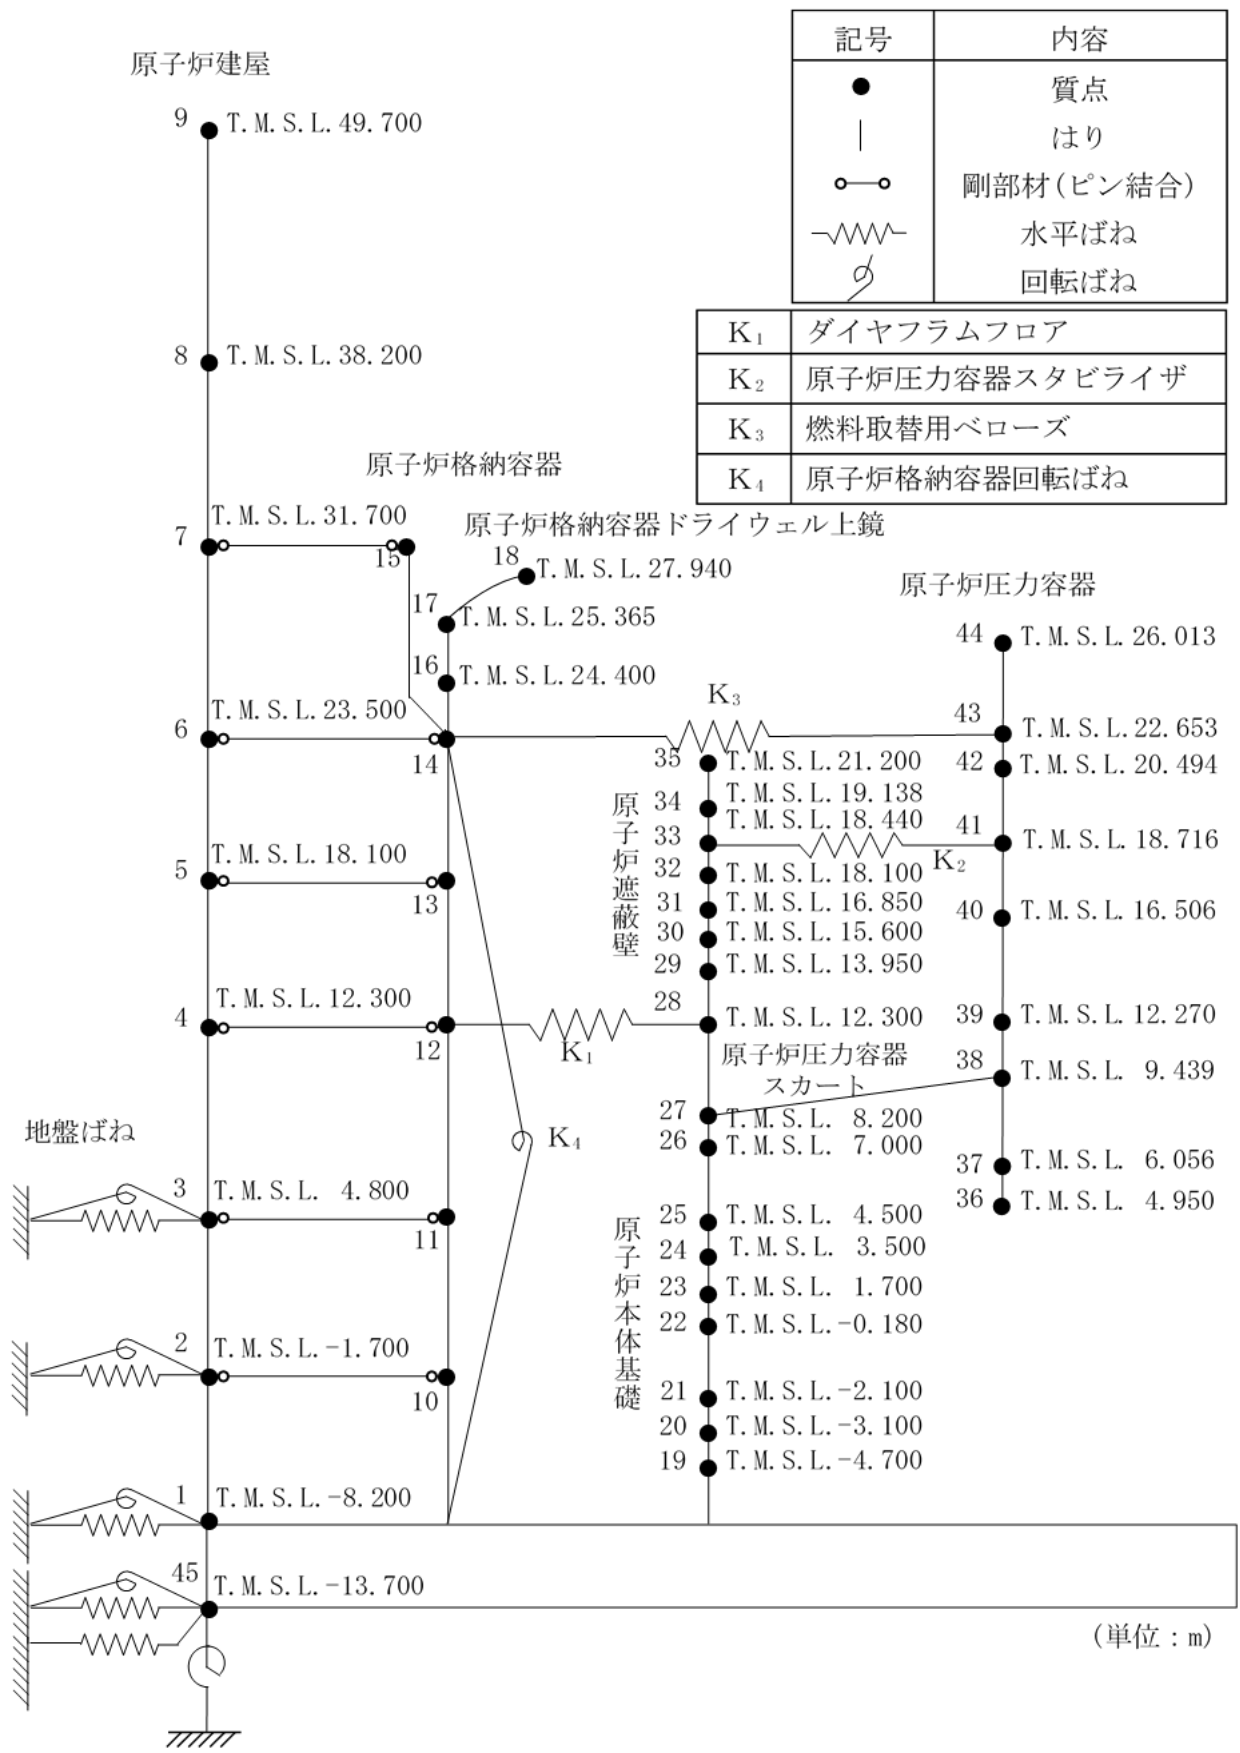 記号 内容
質点
はり
剛部材(ピン結合)
水平ばね
回転ばね
K₁ ダイヤフラムフロア
K₂ 原子炉圧力容器スタビライザ
K₃ 燃料取替用ベローズ
K₄ 原子炉格納容器回転ばね
原子炉建屋
9 T.M.S.L.49.700
8 T.M.S.L.38.200
7 T.M.S.L.31.700
6 T.M.S.L.23.500
5 T.M.S.L.18.100
4 T.M.S.L.12.300
地盤ばね
3 T.M.S.L. 4.800
2 T.M.S.L.-1.700
1 T.M.S.L.-8.200
45 T.M.S.L.-13.700
原子炉格納容器
15
原子炉格納容器ドライウェル上鏡
18 T.M.S.L.27.940
17 T.M.S.L.25.365
16 T.M.S.L.24.400
14
13
12
11
10
K₃
K₁
K₄
K₂
原子炉遮蔽壁
35 T.M.S.L.21.200
34 T.M.S.L.19.138
33 T.M.S.L.18.440
32 T.M.S.L.18.100
31 T.M.S.L.16.850
30 T.M.S.L.15.600
29 T.M.S.L.13.950
28 T.M.S.L.12.300
原子炉圧力容器
スカート
27 T.M.S.L. 8.200
26 T.M.S.L. 7.000
原子炉本体基礎
25 T.M.S.L. 4.500
24 T.M.S.L. 3.500
23 T.M.S.L. 1.700
22 T.M.S.L.-0.180
21 T.M.S.L.-2.100
20 T.M.S.L.-3.100
19 T.M.S.L.-4.700
原子炉圧力容器
44 T.M.S.L.26.013
43 T.M.S.L.22.653
42 T.M.S.L.20.494
41 T.M.S.L.18.716
40 T.M.S.L.16.506
39 T.M.S.L.12.270
38 T.M.S.L. 9.439
37 T.M.S.L. 6.056
36 T.M.S.L. 4.950
(単位:m)